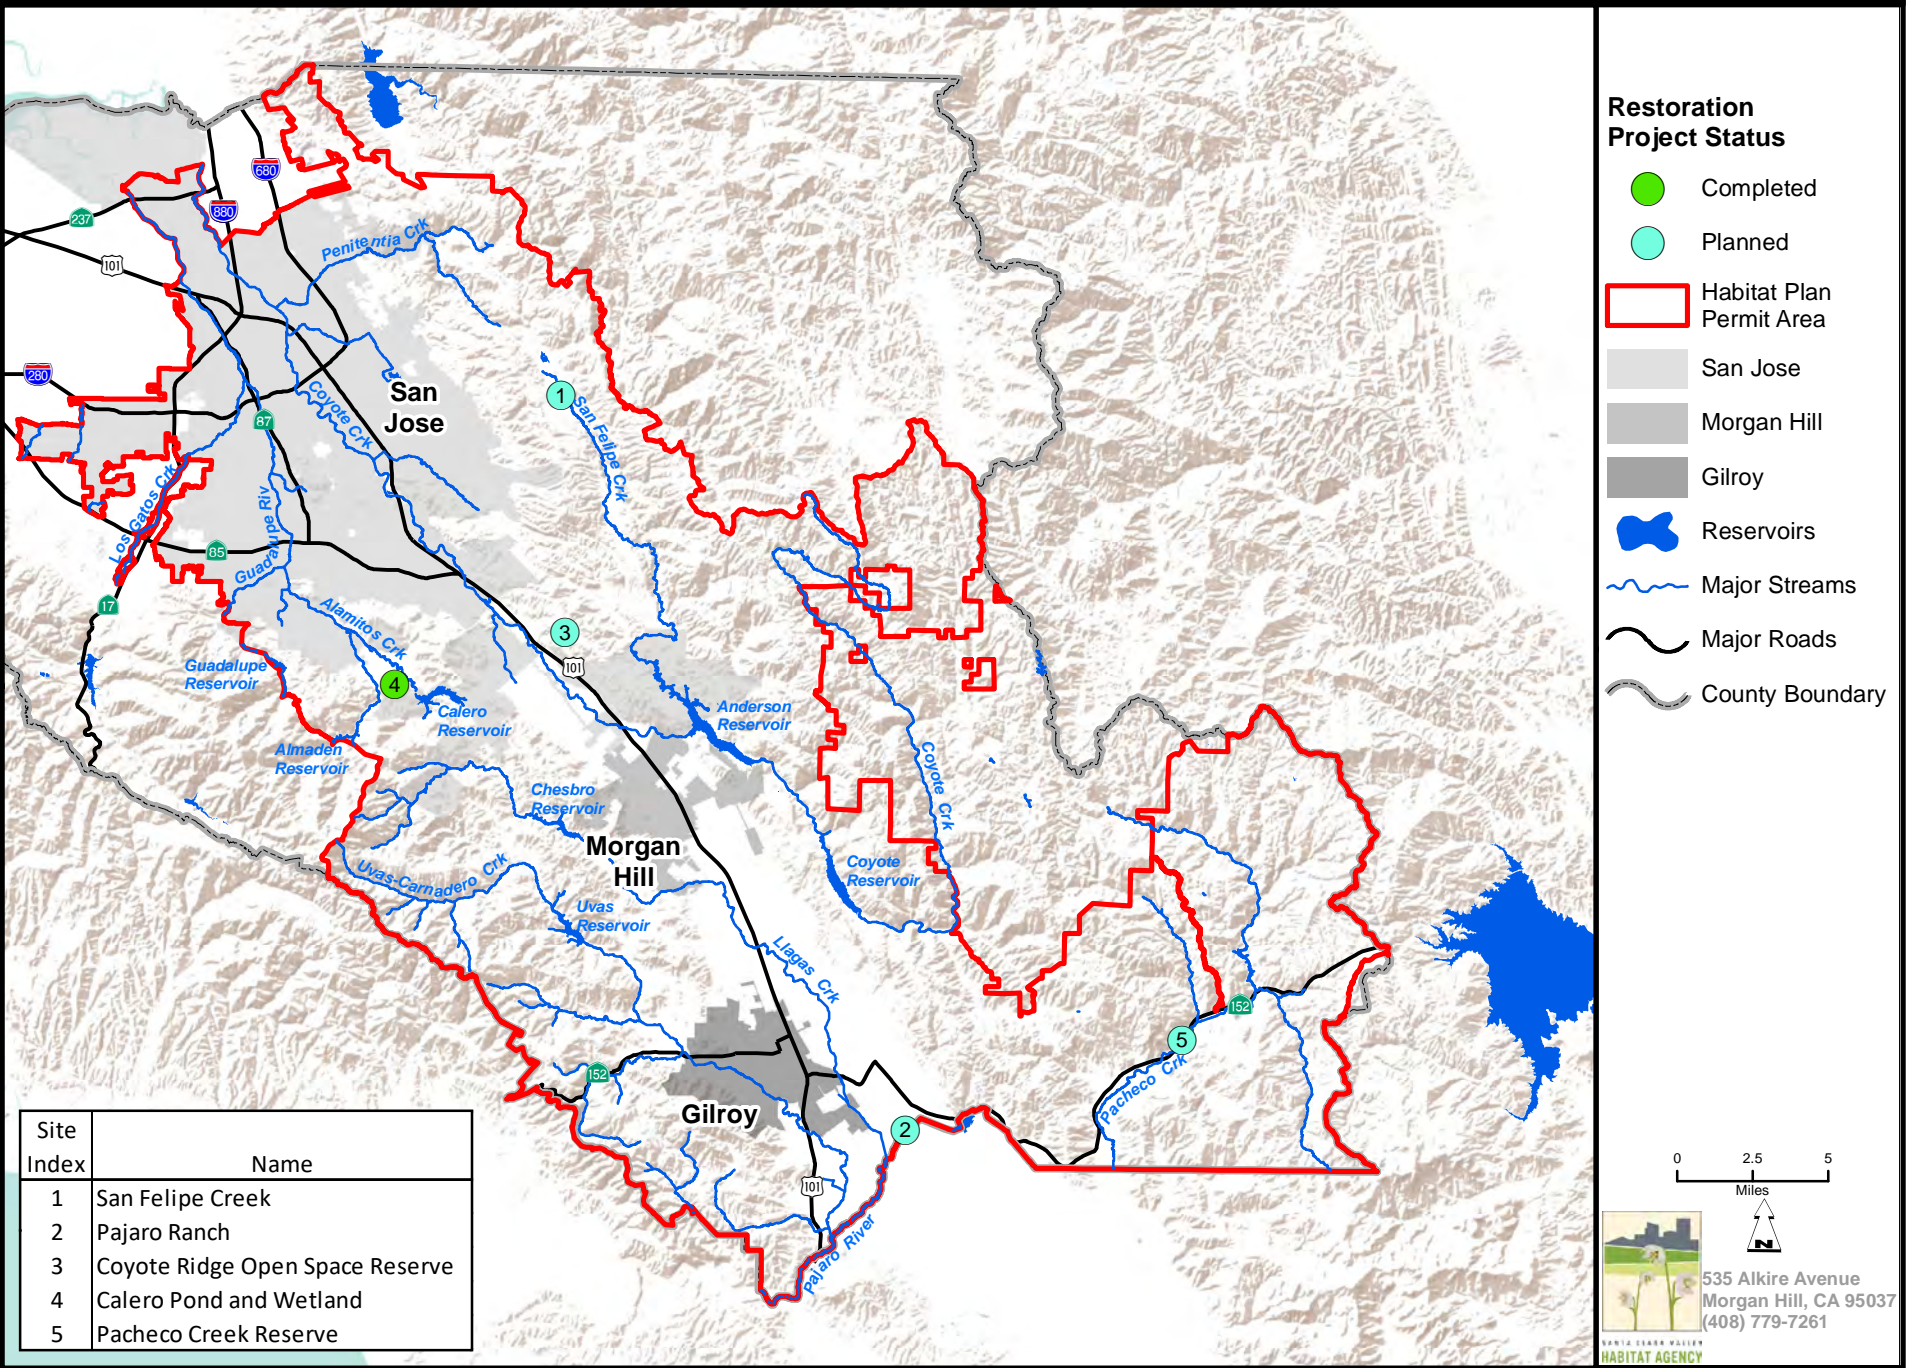 680
237
880
101
Penitentia Crk
280
San
Jose
1
87
Coyote Crk
San Felipe Crk
Los Gatos Crk
Guadalupe Riv
85
17
Alamitos Crk
3
101
Guadalupe
Reservoir
4
Calero
Reservoir
Anderson
Reservoir
Almaden
Reservoir
Coyote Crk
Chesbro
Reservoir
Morgan
Hill
Uvas-Carnadero Crk
Coyote
Reservoir
Uvas
Reservoir
Llagas Crk
152
5
152
Pacheco Crk
Gilroy
2
101
Pajaro River
Site
Index Name
1 San Felipe Creek
2 Pajaro Ranch
3 Coyote Ridge Open Space Reserve
4 Calero Pond and Wetland
5 Pacheco Creek Reserve
Restoration
Project Status
Completed
Planned
Habitat Plan
Permit Area
San Jose
Morgan Hill
Gilroy
Reservoirs
Major Streams
Major Roads
County Boundary
0 2.5 5
Miles
N
535 Alkire Avenue
Morgan Hill, CA 95037
(408) 779-7261
SANTA CLARA VALLEY
HABITAT AGENCY